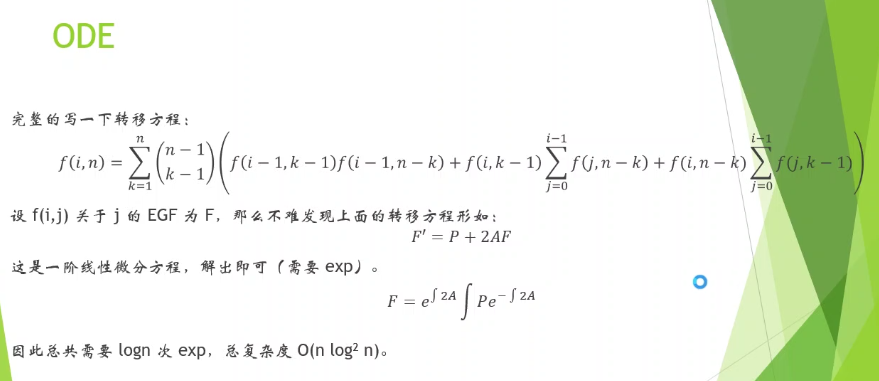 ODE
完整的写一下转移方程：
f(i, n) = \sum_{k=1}^{n} \binom{n-1}{k-1} \left( f(i-1, k-1)f(i-1, n-k) + f(i, k-1) \sum_{j=0}^{i-1} f(j, n-k) + f(i, n-k) \sum_{j=0}^{i-1} f(j, k-1) \right)
设 f(i,j) 关于 j 的 EGF 为 F，那么不难发现上面的转移方程形如：
F' = P + 2AF
这是一阶线性微分方程，解出即可（需要 exp）。
F = e^{\int 2A} \int Pe^{-\int 2A}
因此总共需要 logn 次 exp，总复杂度 O(n log² n)。